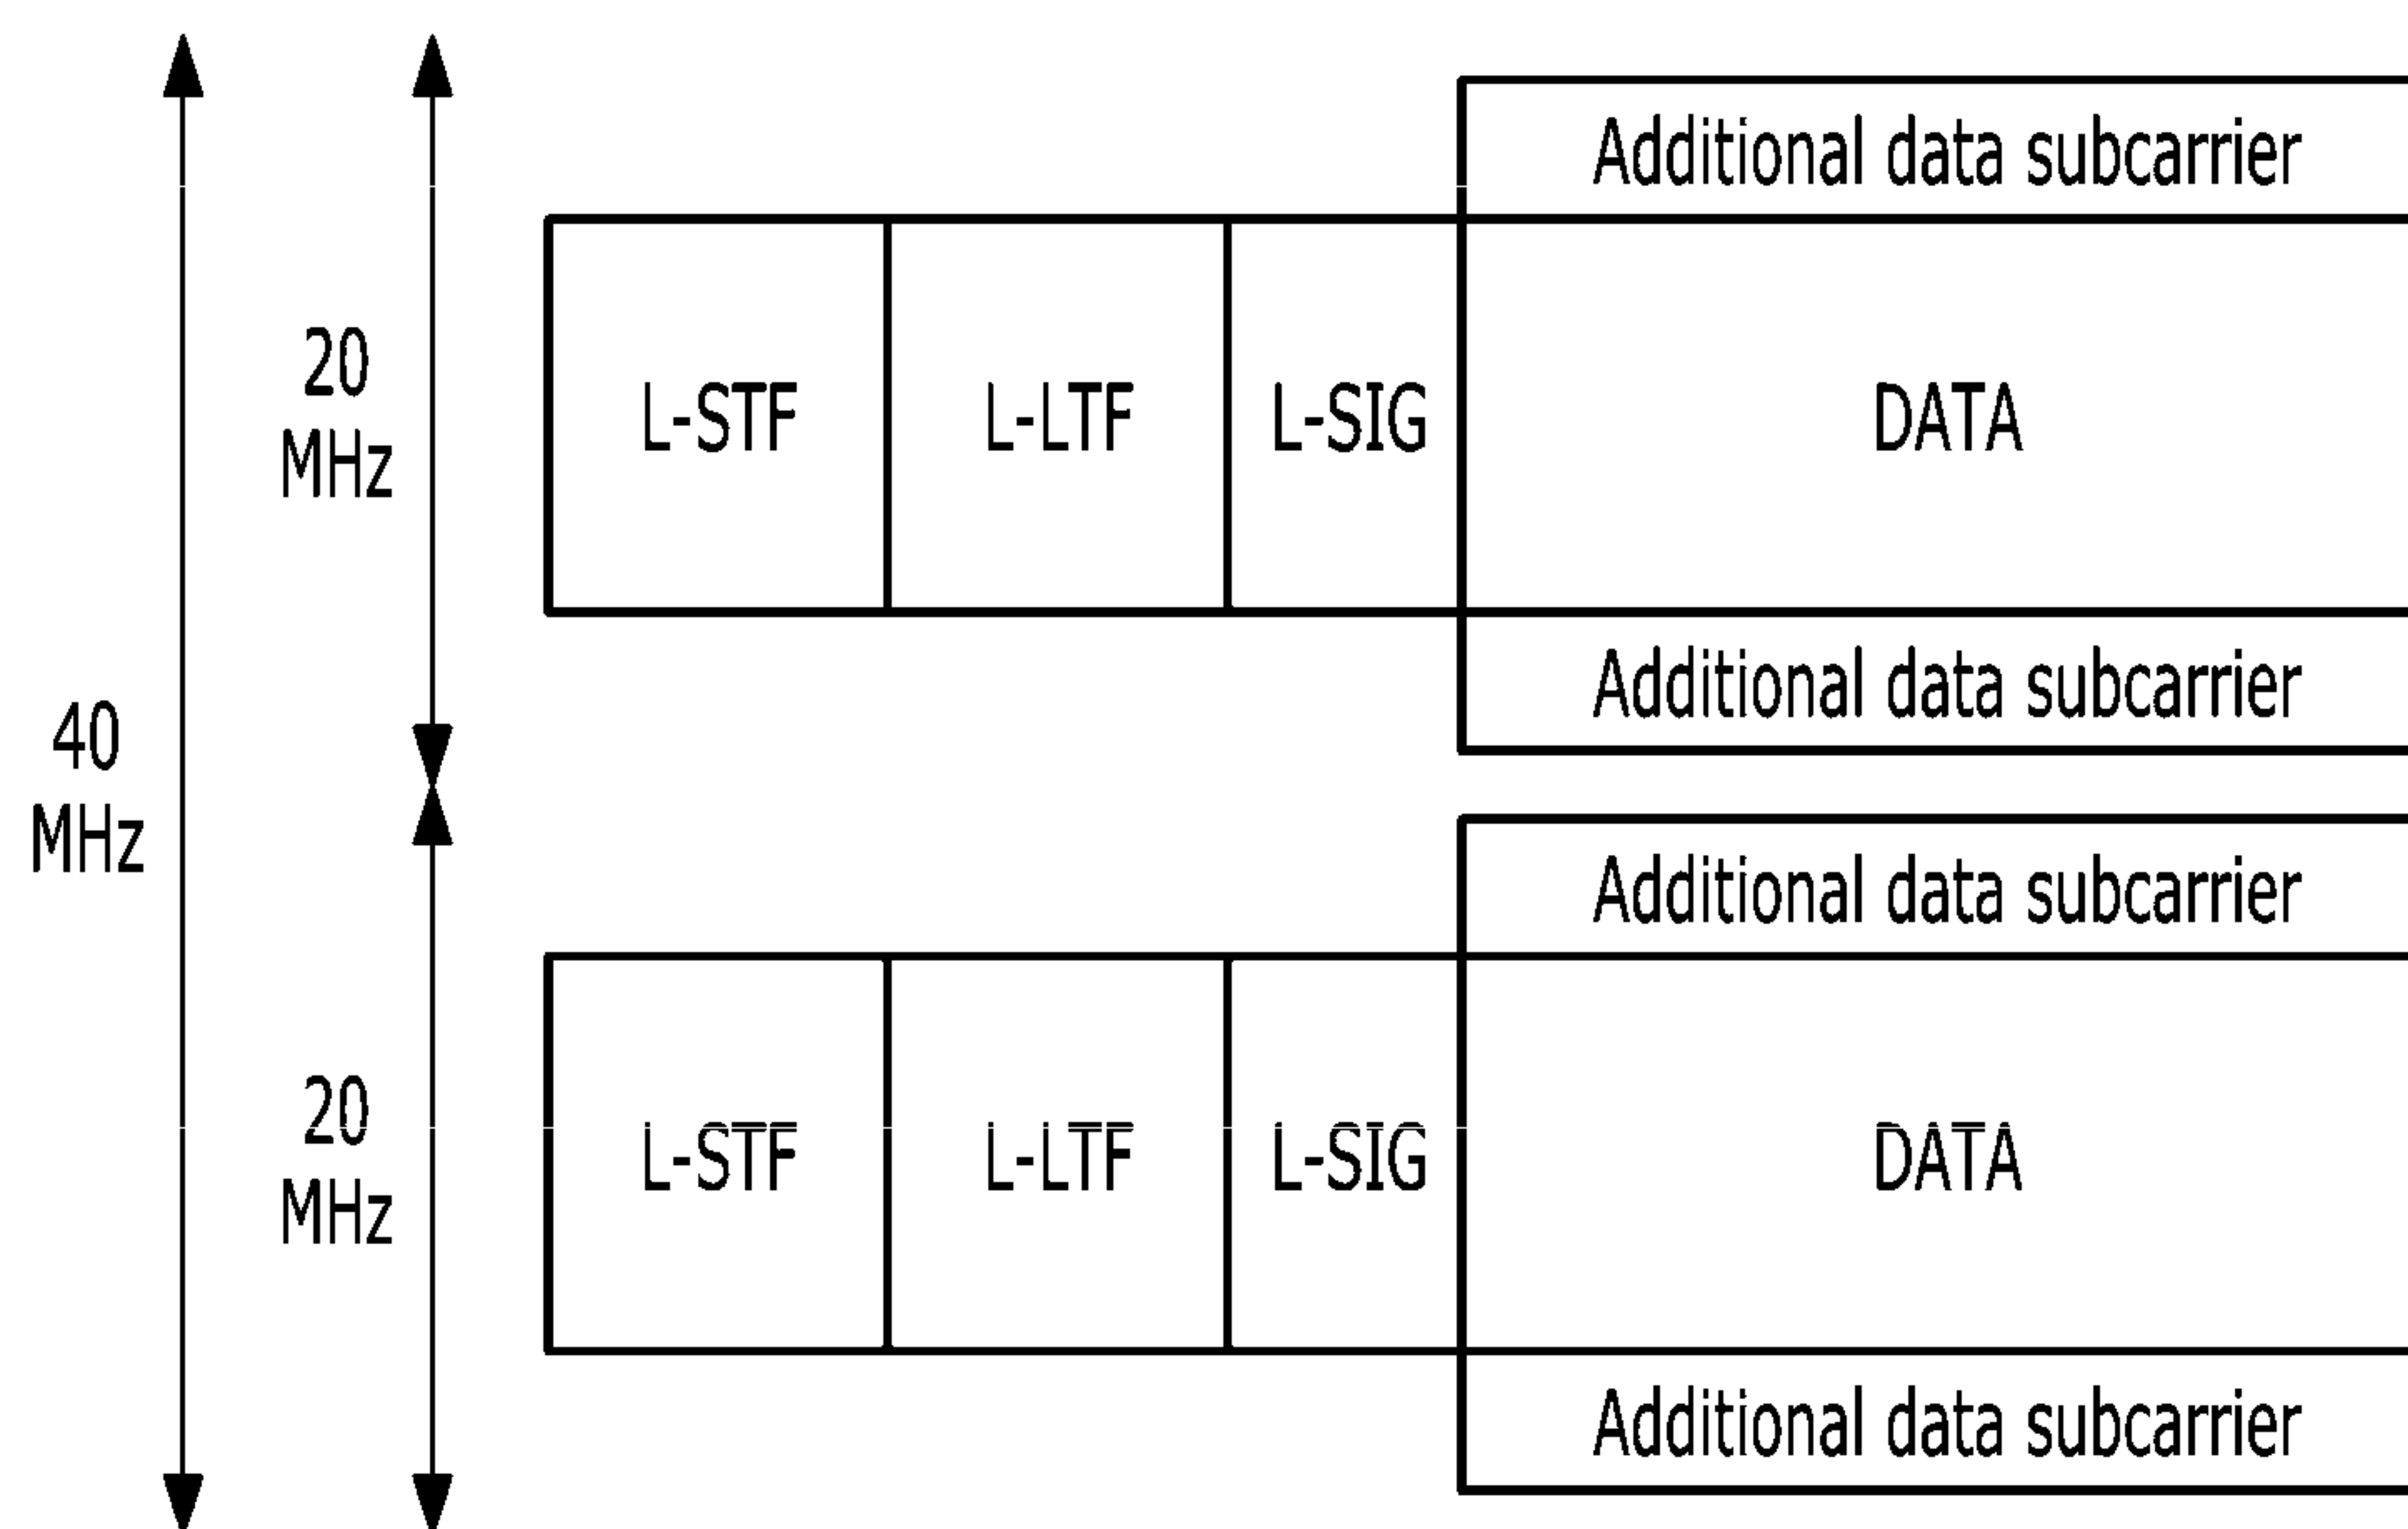 Additional data subcarrier
20
MHz
L-STF
L-LTF
L-SIG
DATA
Additional data subcarrier
40
MHz
Additional data subcarrier
20
MHz
L-STF
L-LTF
L-SIG
DATA
Additional data subcarrier